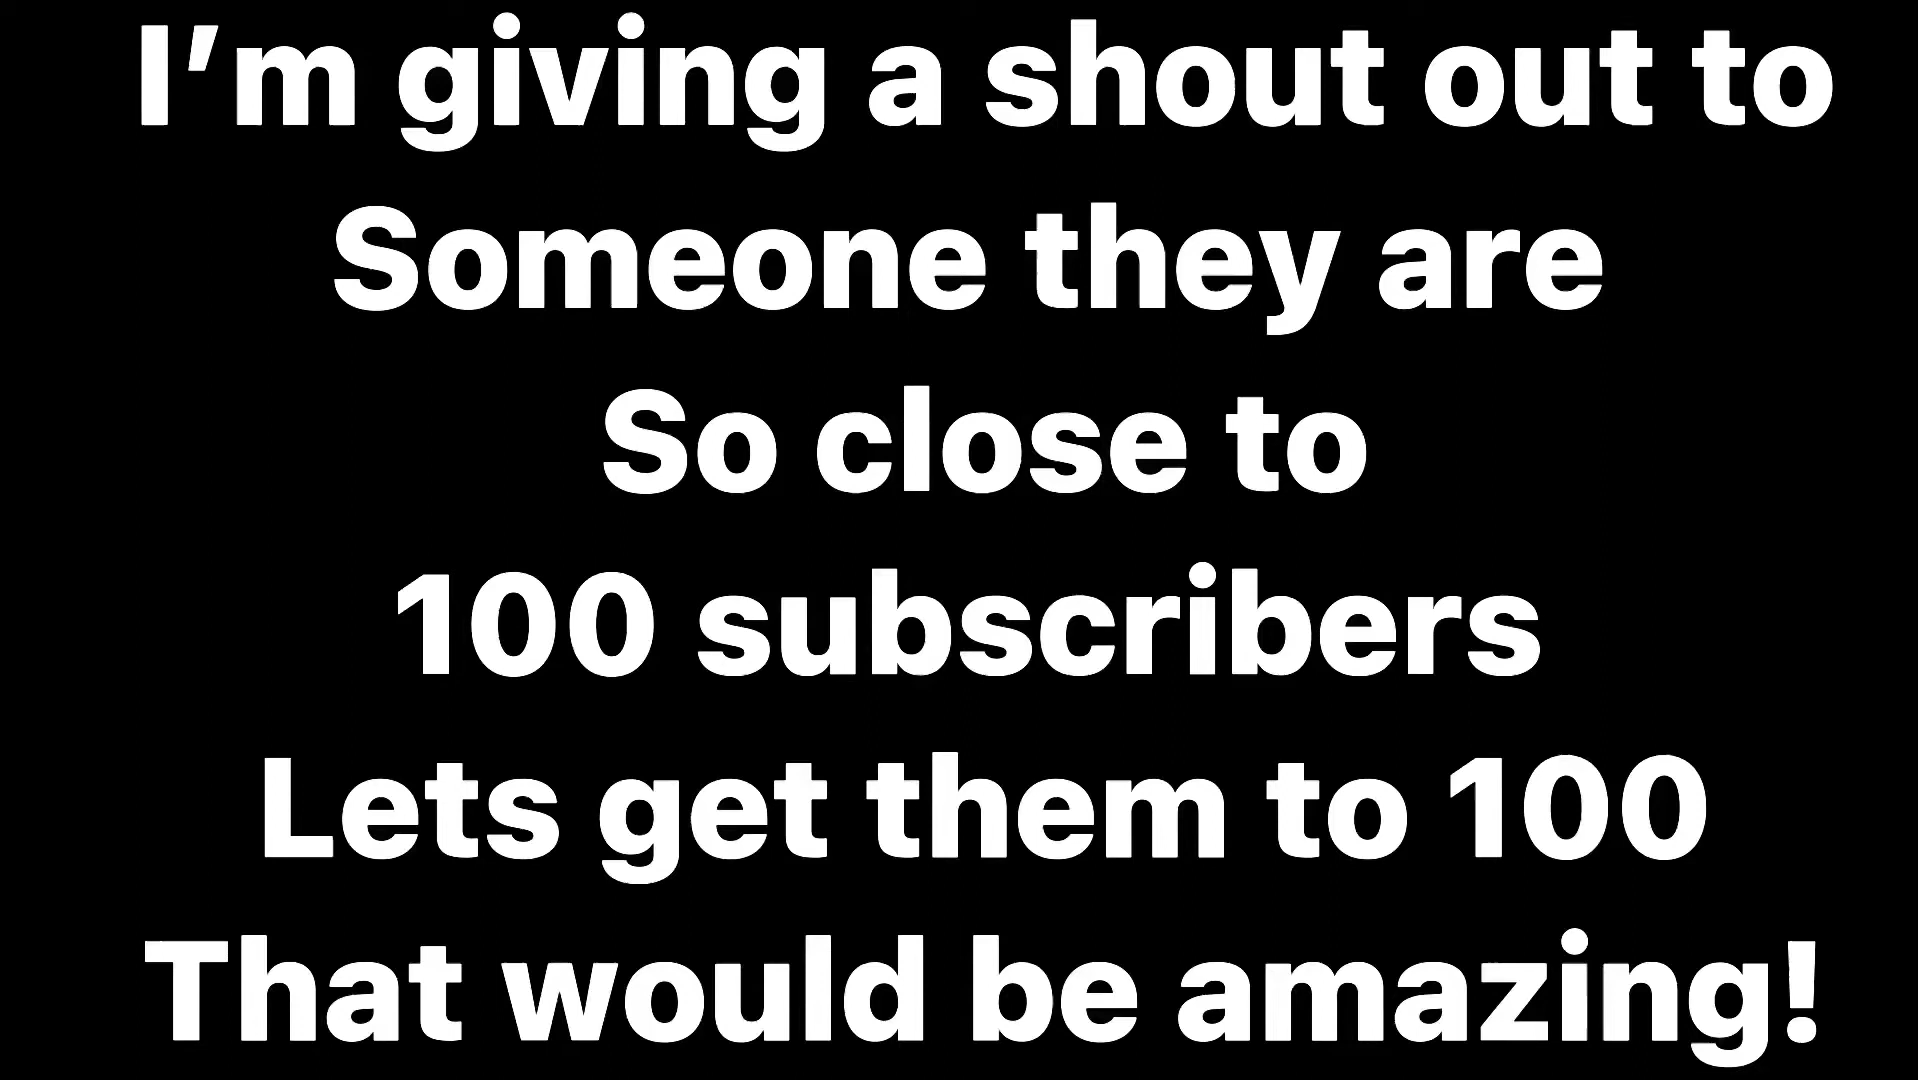 I’m giving a shout out to
Someone they are
So close to
100 subscribers
Lets get them to 100
That would be amazing!